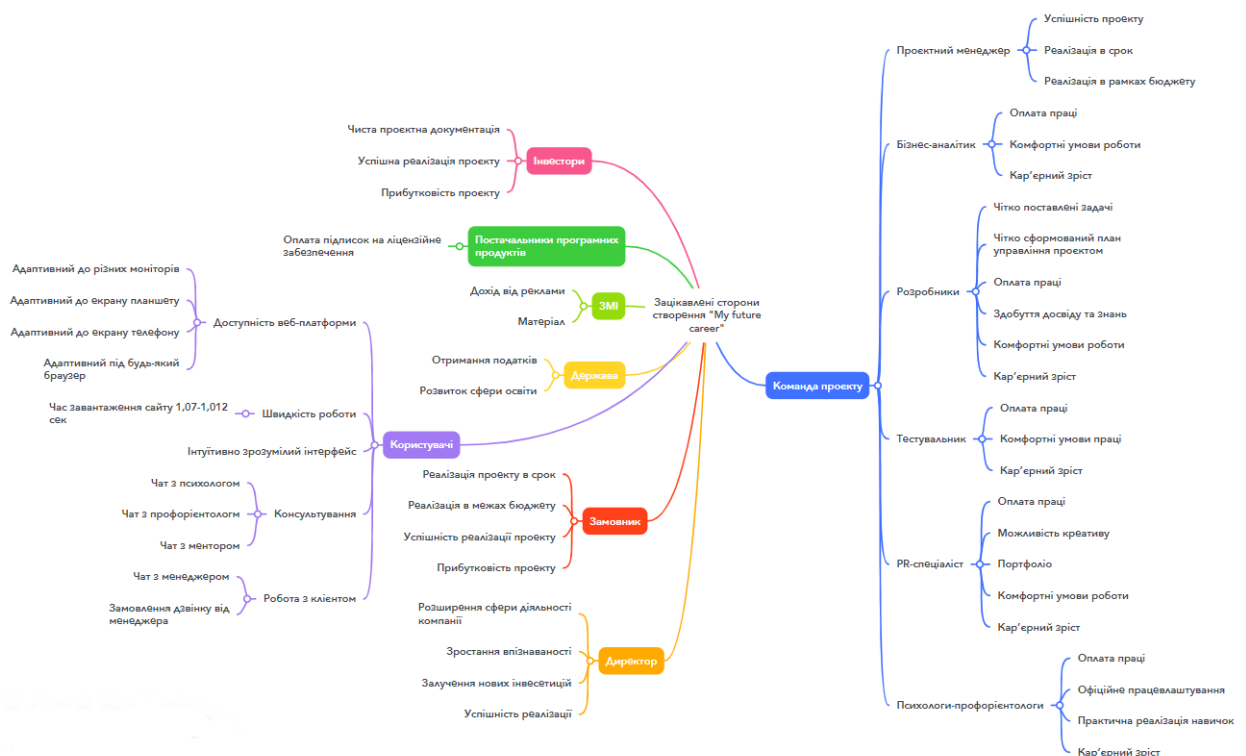 Зацікавлені сторони
створення "My future
career"
Інвестори
Чиста проєктна документація
Успішна реалізація проєкту
Прибутковість проєкту
Постачальники програмних
продуктів
Оплата підписок на ліцензійне
забезпечення
ЗМІ
Дохід від реклами
Матеріал
Держава
Отримання податків
Розвиток сфери освіти
Користувачі
Доступність веб-платформи
Адаптивний до різних моніторів
Адаптивний до екрану планшету
Адаптивний до екрану телефону
Адаптивний під будь-який
браузер
Швидкість роботи
Час завантаження сайту 1,07-1,012
сек
Інтуїтивно зрозумілий інтерфейс
Консультування
Чат з психологом
Чат з профорієнтологм
Чат з ментором
Робота з клієнтом
Чат з менеджером
Замовлення дзвінку від
менеджера
Замовник
Реалізація проекту в срок
Реалізація в межах бюджету
Успішність реалізації проекту
Прибутковість проекту
Директор
Розширення сфери діяльності
компанії
Зростання впізнаваності
Залучення нових інвесетицій
Успішність реалізації
Команда проєкту
Проєктний менеджер
Успішність проекту
Реалізація в срок
Реалізація в рамках бюджету
Бізнес-аналітик
Оплата праці
Комфортні умови роботи
Кар'єрний зріст
Розробники
Чітко поставлені задачі
Чітко сформований план
управління проєктом
Оплата праці
Здобуття досвіду та знань
Комфортні умови роботи
Кар'єрний зріст
Тестувальник
Оплата праці
Комфортні умови праці
Кар'єрний зріст
PR-спеціаліст
Оплата праці
Можливість креативу
Портфоліо
Комфортні умови роботи
Кар'єрний зріст
Психологи-профорієнтологи
Оплата праці
Офіційне працевлаштування
Практична реалізація навичок
Кар'єрний зріст